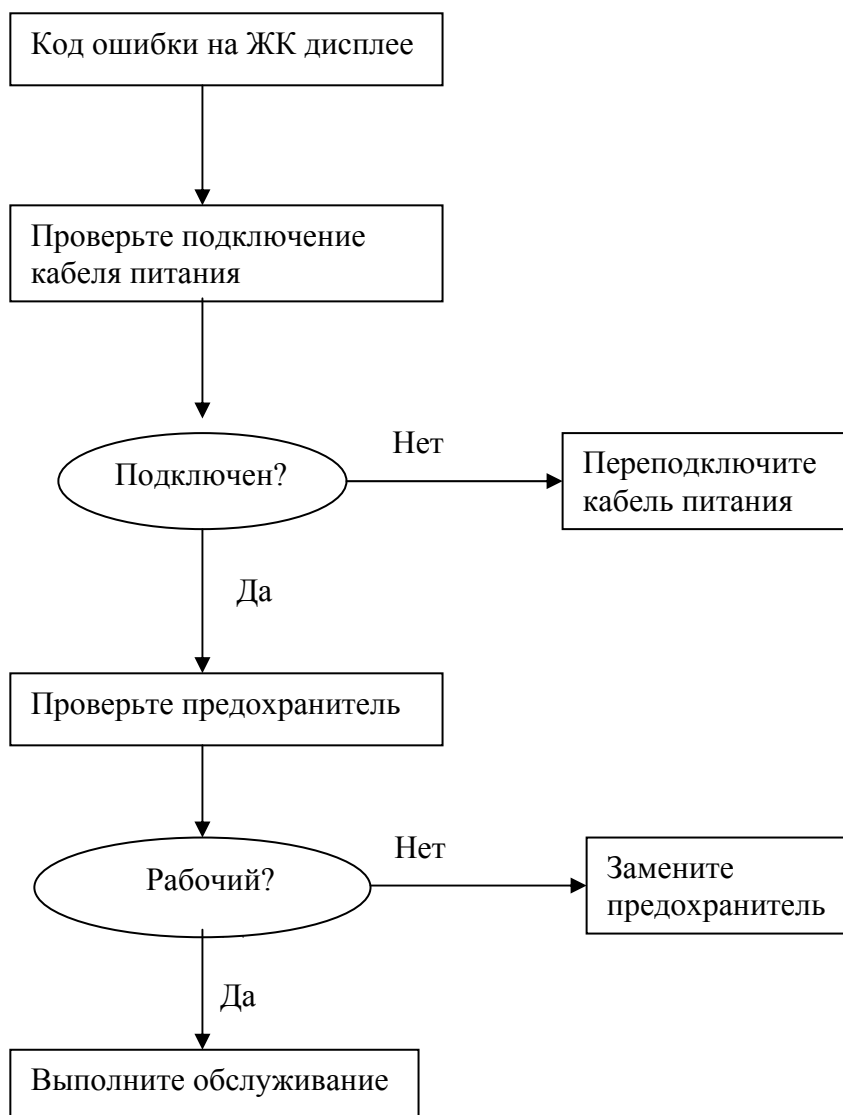 Код ошибки на ЖК дисплее
Проверьте подключение
кабеля питания
Подключен?
Нет
Переподключите
кабель питания
Да
Проверьте предохранитель
Рабочий?
Нет
Замените
предохранитель
Да
Выполните обслуживание